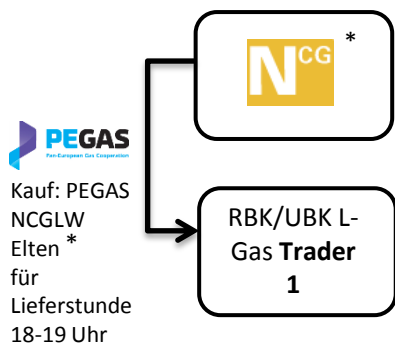 NCG *
PEGAS
Pan-European Gas Cooperation
Kauf: PEGAS
NCGLW
Elten *
für
Lieferstunde
18-19 Uhr
RBK/UBK L-
Gas Trader
1